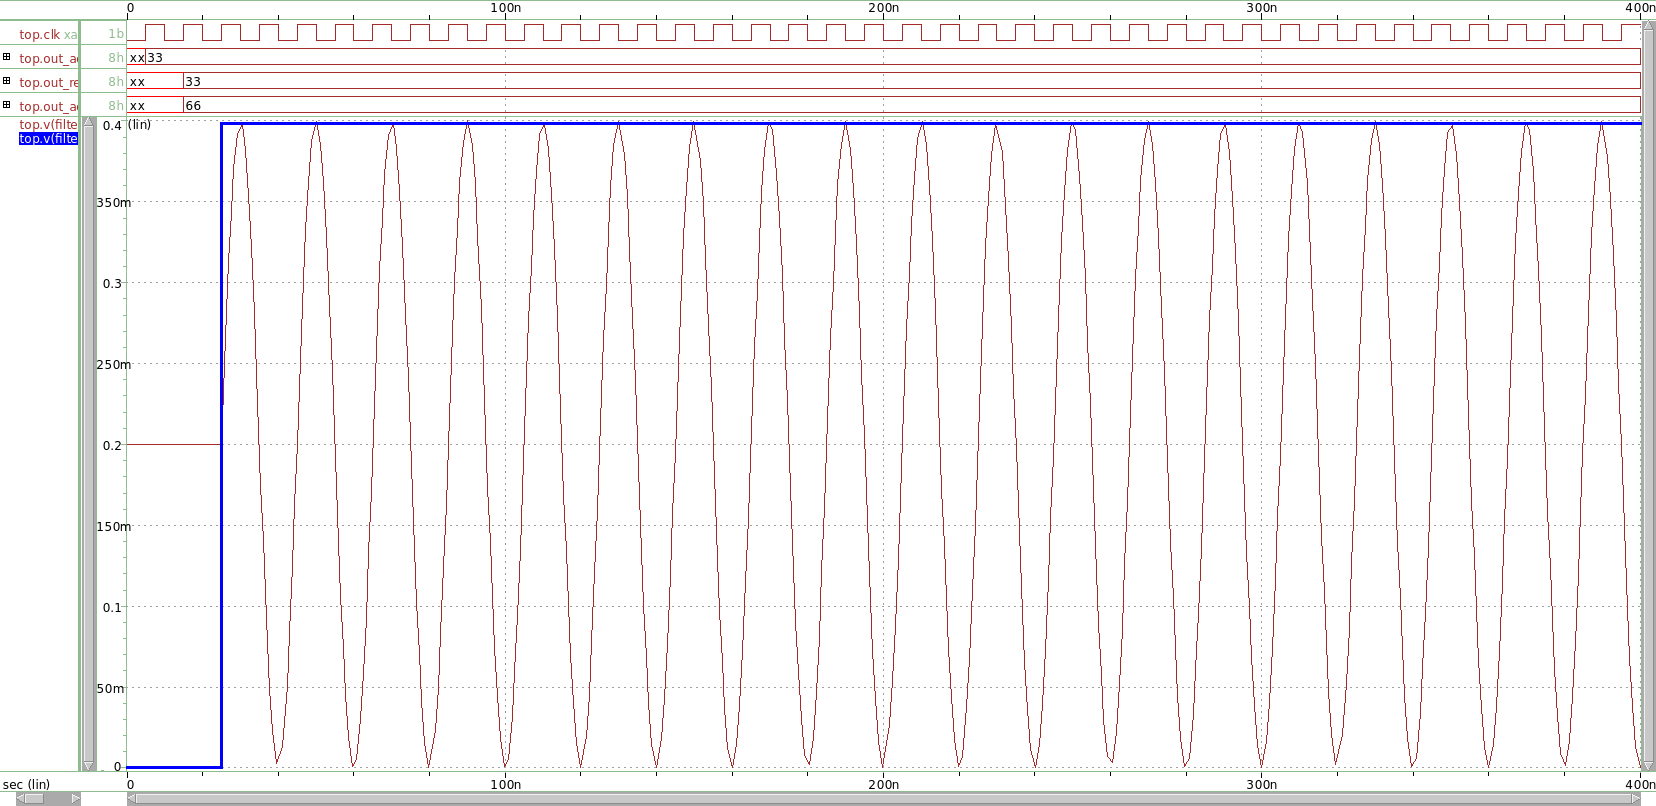 0 100n 200n 300n 400n
top.clk xa 1b
top.out_a 8h xx 33
top.out_re 8h xx 33
top.out_a 8h xx 66
top.v(filte 0.4 (lin)
top.v(filte
350m
0.3
250m
0.2
150m
0.1
50m
0
sec (lin) 0 100n 200n 300n 400n